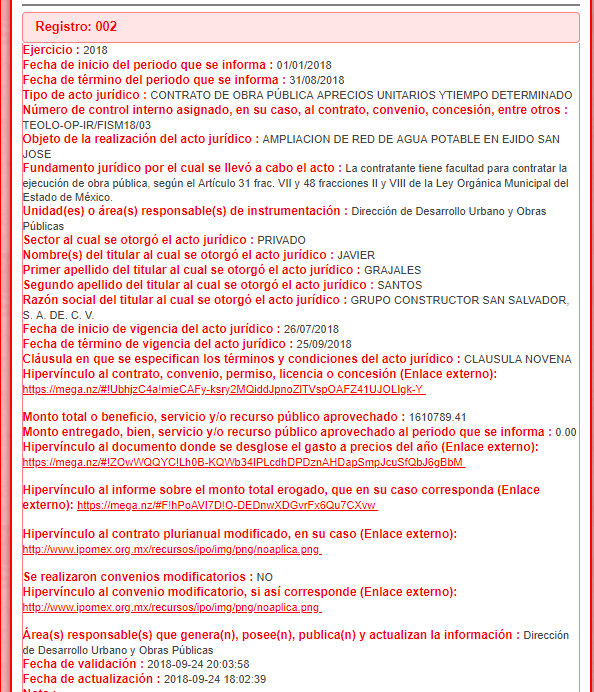 Registro: 002
Ejercicio : 2018
Fecha de inicio del periodo que se informa : 01/01/2018
Fecha de término del periodo que se informa : 31/08/2018
Tipo de acto jurídico : CONTRATO DE OBRA PÚBLICA APRECIOS UNITARIOS YTIEMPO DETERMINADO
Número de control interno asignado, en su caso, al contrato, convenio, concesión, entre otros :
TEOLO-OP-IR/FISM18/03
Objeto de la realización del acto jurídico : AMPLIACION DE RED DE AGUA POTABLE EN EJIDO SAN
JOSE
Fundamento jurídico por el cual se llevó a cabo el acto : La contratante tiene facultad para contratar la
ejecución de obra pública, según el Artículo 31 frac. VII y 48 fracciones II y VIII de la Ley Orgánica Municipal del
Estado de México.
Unidad(es) o área(s) responsable(s) de instrumentación : Dirección de Desarrollo Urbano y Obras
Públicas
Sector al cual se otorgó el acto jurídico : PRIVADO
Nombre(s) del titular al cual se otorgó el acto jurídico : JAVIER
Primer apellido del titular al cual se otorgó el acto jurídico : GRAJALES
Segundo apellido del titular al cual se otorgó el acto jurídico : SANTOS
Razón social del titular al cual se otorgó el acto jurídico : GRUPO CONSTRUCTOR SAN SALVADOR,
S. A. DE. C. V.
Fecha de inicio de vigencia del acto jurídico : 26/07/2018
Fecha de término de vigencia del acto jurídico : 25/09/2018
Cláusula en que se especifican los términos y condiciones del acto jurídico : CLAUSULA NOVENA
Hipervínculo al contrato, convenio, permiso, licencia o concesión (Enlace externo):
https://mega.nz/#!UbhjzC4a!mieCAFy-ksry2MQiddJpnoZlTVspOAFZ41UJOLIgk-Y
Monto total o beneficio, servicio y/o recurso público aprovechado : 1610789.41
Monto entregado, bien, servicio y/o recurso público aprovechado al periodo que se informa : 0.00
Hipervínculo al documento donde se desglose el gasto a precios del año (Enlace externo):
https://mega.nz/#!ZOwWQQYC!Lh0B-KQWb34IPLcdhDPDznAHDapSmpJcuSfQbJ6gBbM
Hipervínculo al informe sobre el monto total erogado, que en su caso corresponda (Enlace
externo): https://mega.nz/#F!hPoAVI7D!O-DEDnwXDGvrFx6Qu7CXvw
Hipervínculo al contrato plurianual modificado, en su caso (Enlace externo):
http://www.ipomex.org.mx/recursos/ipo/img/png/noaplica.png
Se realizaron convenios modificatorios : NO
Hipervínculo al convenio modificatorio, si así corresponde (Enlace externo):
http://www.ipomex.org.mx/recursos/ipo/img/png/noaplica.png
Área(s) responsable(s) que genera(n), posee(n), publica(n) y actualizan la información : Dirección
de Desarrollo Urbano y Obras Públicas
Fecha de validación : 2018-09-24 20:03:58
Fecha de actualización : 2018-09-24 18:02:39